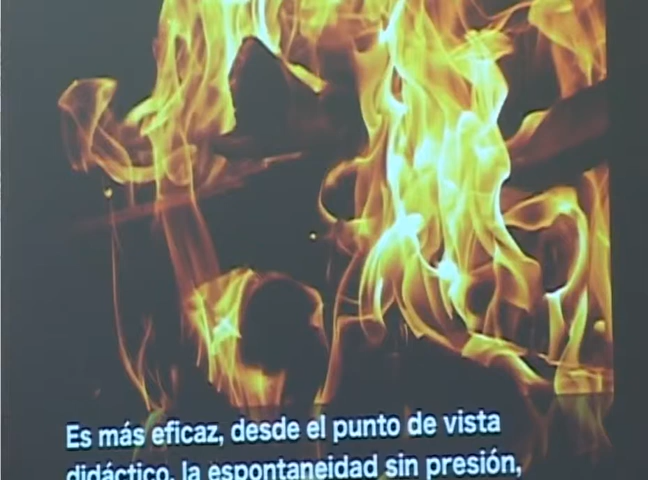 Es más eficaz, desde el punto de vista
didáctico, la espontaneidad sin presión,